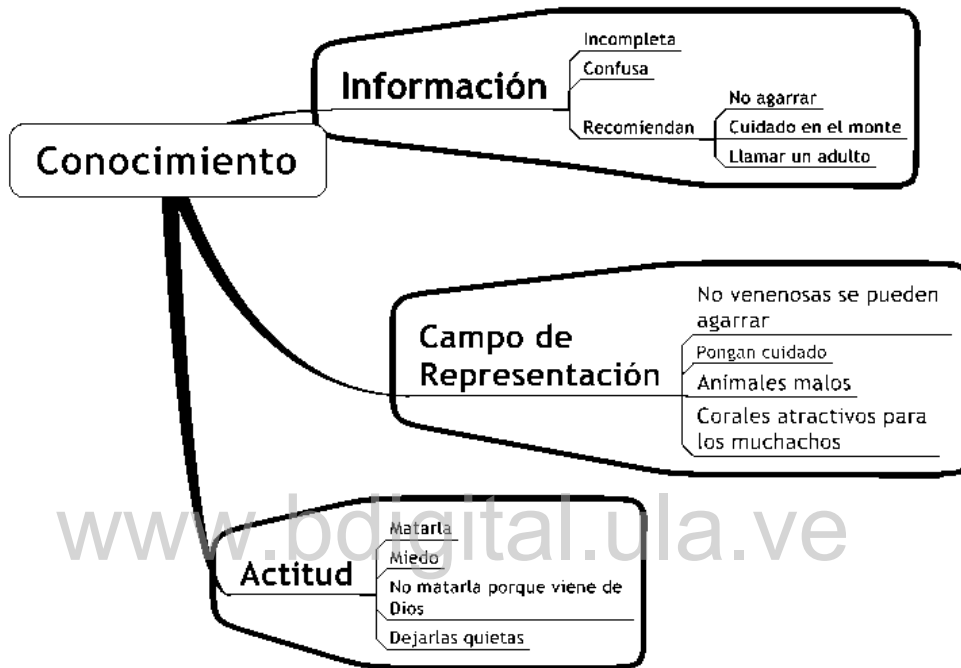 Conocimiento
Información
Incompleta
Confusa
Recomiendan
No agarrar
Cuidado en el monte
Llamar un adulto
Campo de
Representación
No venenosas se pueden
agarrar
Pongan cuidado
Animales malos
Corales atractivos para
los muchachos
Actitud
Matarla
Miedo
No matarla porque viene de
Dios
Dejarlas quietas
www.bdigital.ula.ve